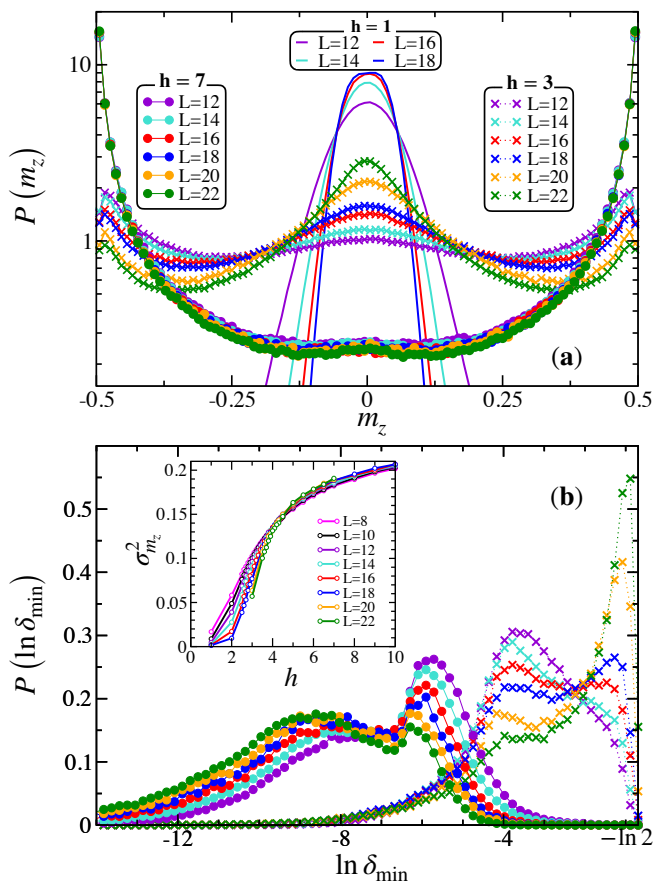 h = 1
L=12 L=16
L=14 L=18
h = 7
L=12
L=14
L=16
L=18
L=20
L=22
h = 3
L=12
L=14
L=16
L=18
L=20
L=22
10
1
P (m_z)
(a)
-0.5 -0.25 0 0.25 0.5
m_z
(b)
0.5
0.4
0.3
0.2
0.1
0
P (ln δ_min)
0.2
0.15
0.1
0.05
0
σ²_{m_z}
L=8
L=10
L=12
L=14
L=16
L=18
L=20
L=22
0 2 4 6 8 10
h
-12 -8 -4 −ln 2
ln δ_min